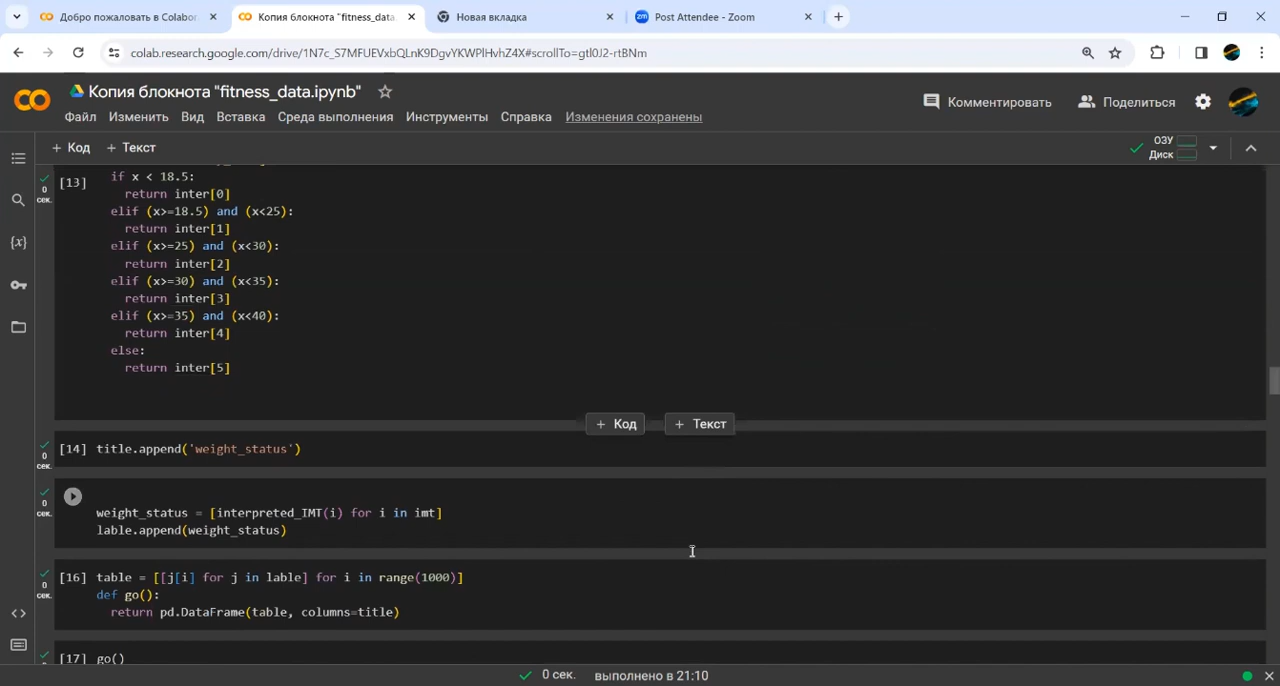 Добро пожаловать в Colabor
Копия блокнота "fitness_data.
Новая вкладка
Post Attendee - Zoom
colab.research.google.com/drive/1N7c_S7MFUEVxbQLnK9DgvYKWPlHvhZ4X#scrollTo=gtl0J2-rtBNm
Копия блокнота "fitness_data.ipynb"
Комментировать
Поделиться
Файл Изменить Вид Вставка Среда выполнения Инструменты Справка Изменения сохранены
+ Код + Текст
ОЗУ
Диск
[13]
0
сек.
if x < 18.5:
return inter[0]
elif (x>=18.5) and (x<25):
return inter[1]
elif (x>=25) and (x<30):
return inter[2]
elif (x>=30) and (x<35):
return inter[3]
elif (x>=35) and (x<40):
return inter[4]
else:
return inter[5]
+ Код + Текст
0
сек.
[14] title.append('weight_status')
0
сек.
weight_status = [interpreted_IMT(i) for i in imt]
lable.append(weight_status)
0
сек.
[16] table = [[j[i] for j in lable] for i in range(1000)]
def go():
return pd.DataFrame(table, columns=title)
[17] go()
0 сек. выполнено в 21:10